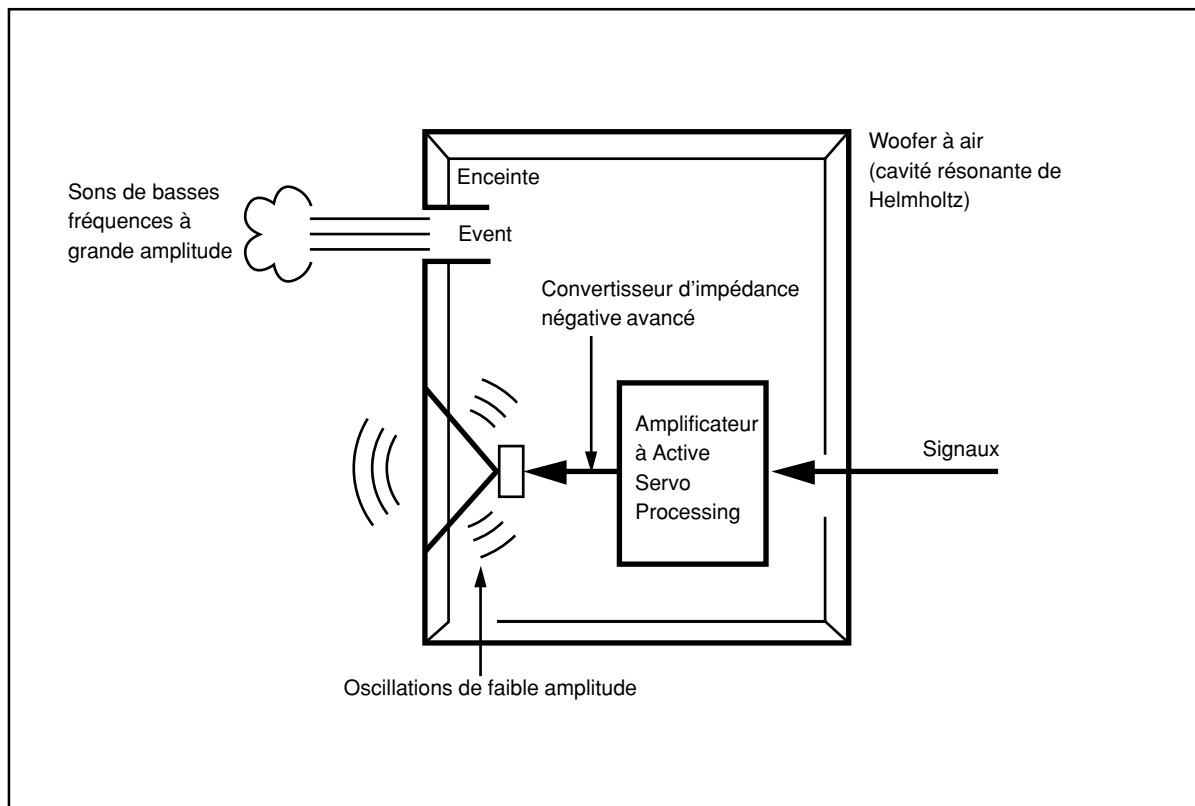 Woofer à air
(cavité résonante de
Helmholtz)
Enceinte
Sons de basses
fréquences à
grande amplitude
Event
Convertisseur d'impédance
négative avancé
Amplificateur
à Active
Servo
Processing
Signaux
Oscillations de faible amplitude